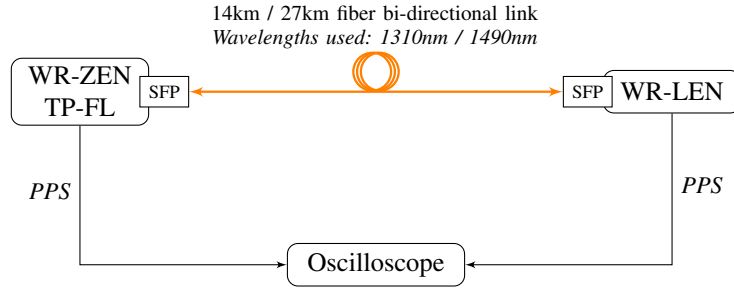 14km / 27km fiber bi-directional link
Wavelengths used: 1310nm / 1490nm
WR-ZEN
TP-FL
SFP
SFP
WR-LEN
PPS
PPS
Oscilloscope